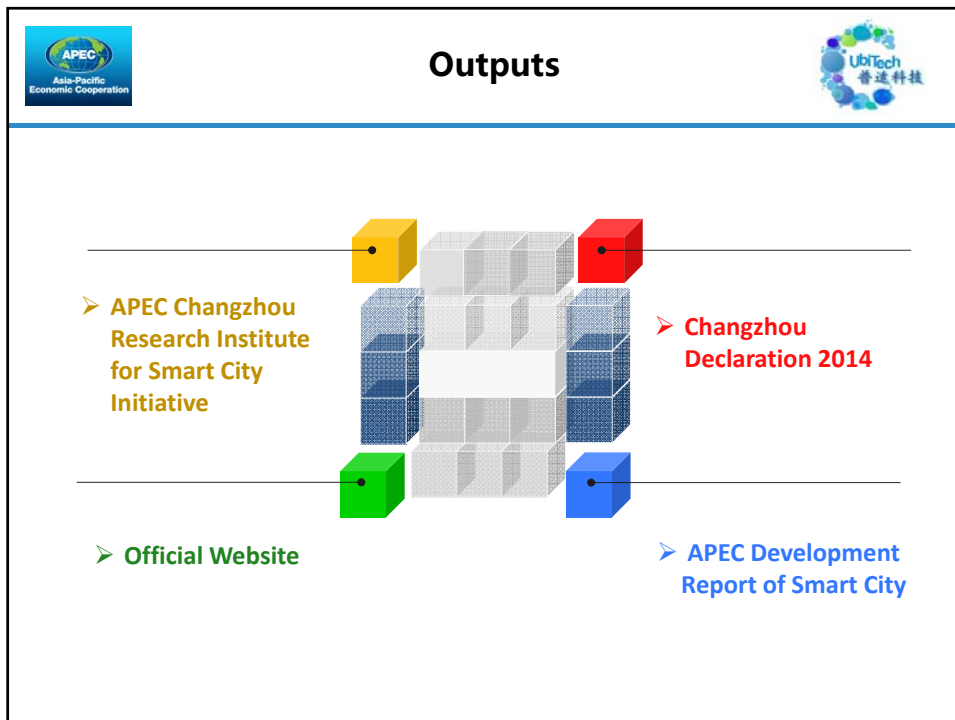 APEC
Asia-Pacific
Economic Cooperation
Outputs
UbiTech
普适科技
➢ APEC Changzhou
Research Institute
for Smart City
Initiative
➢ Changzhou
Declaration 2014
➢ Official Website
➢ APEC Development
Report of Smart City